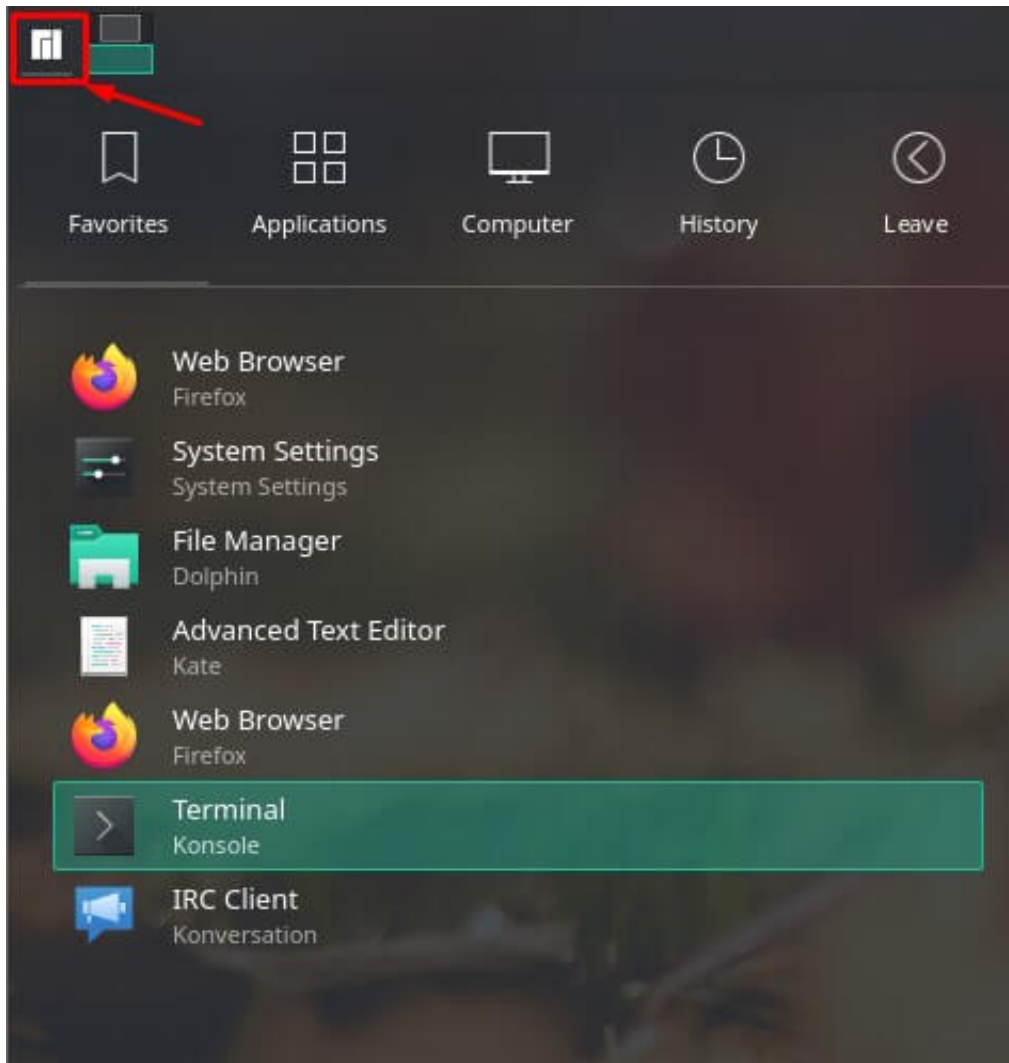 Favorites Applications Computer History Leave
Web Browser
Firefox
System Settings
System Settings
File Manager
Dolphin
Advanced Text Editor
Kate
Web Browser
Firefox
Terminal
Konsole
IRC Client
Konversation